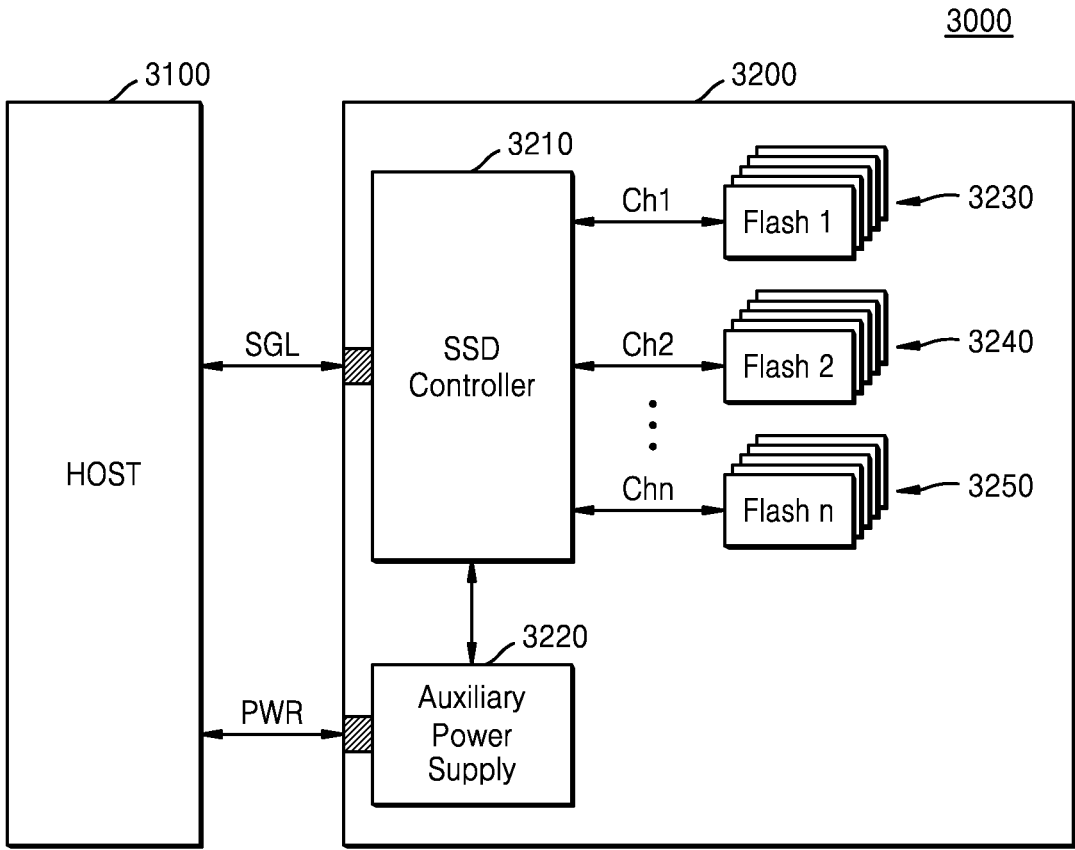 3000
3100
3200
3210
Ch1
Flash 1
3230
SGL
SSD
Controller
Ch2
Flash 2
3240
HOST
Chn
Flash n
3250
3220
PWR
Auxiliary
Power
Supply